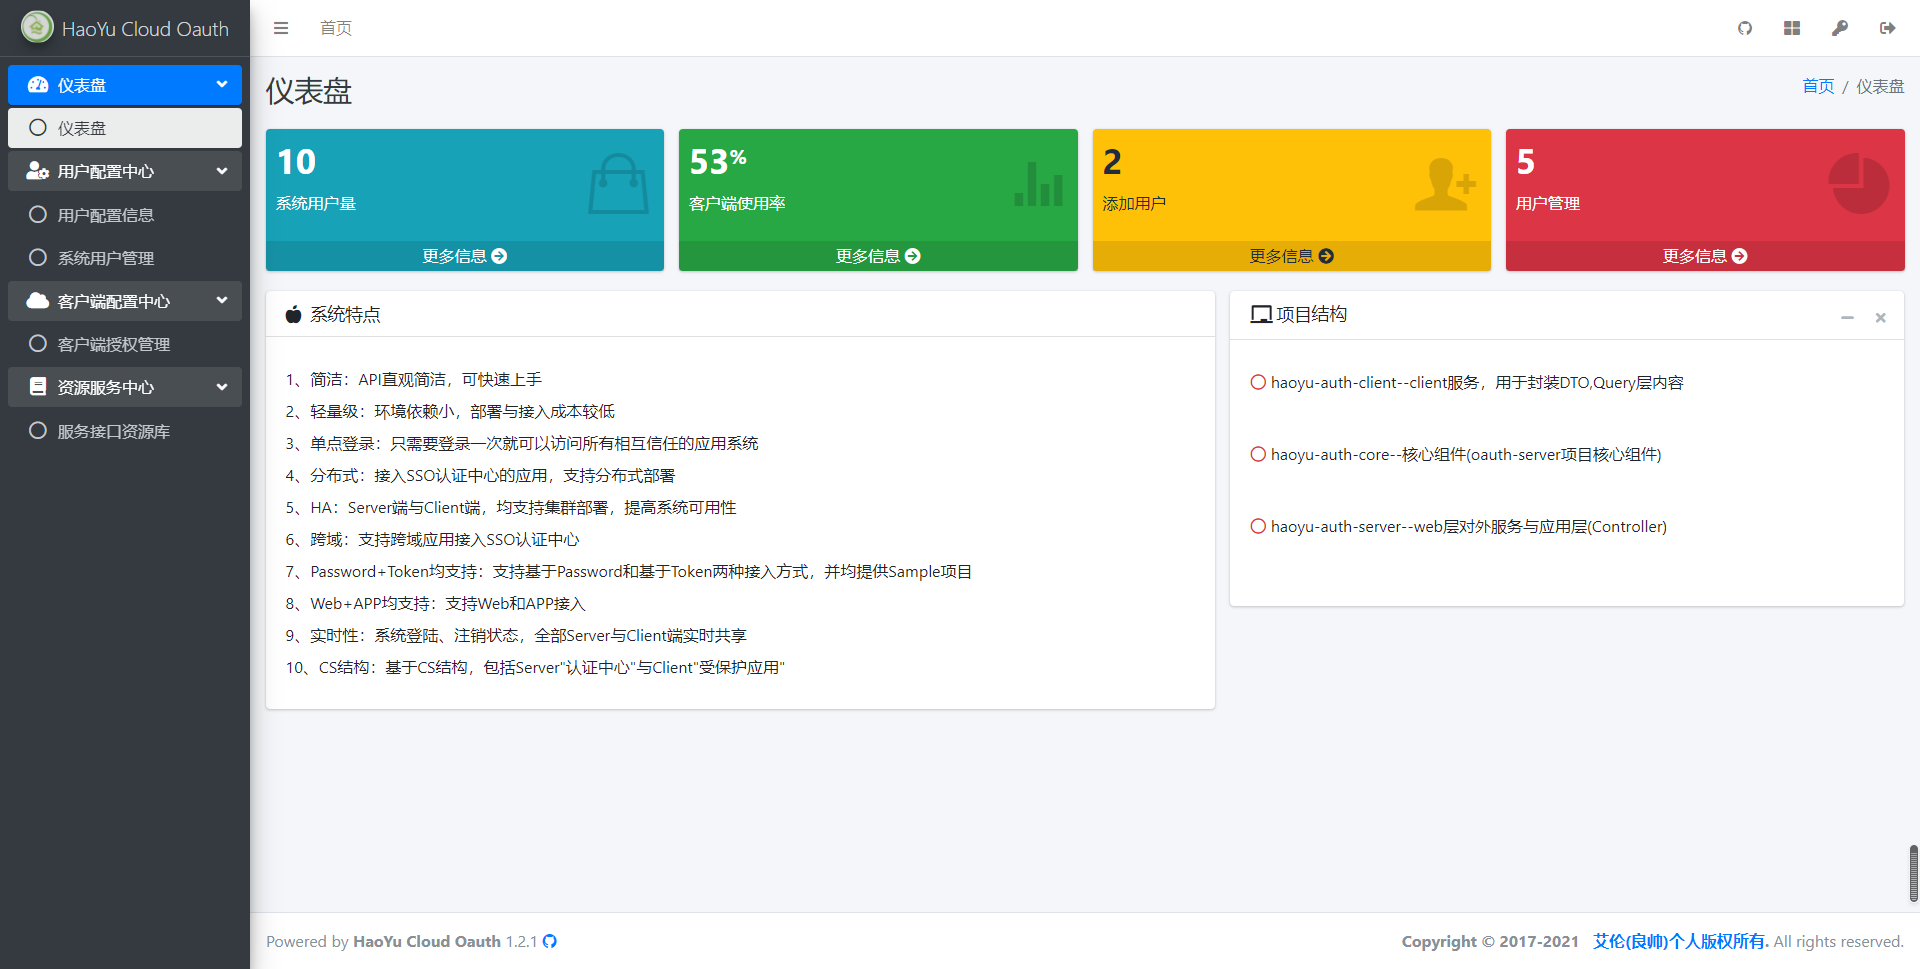 HaoYu Cloud Oauth
仪表盘
仪表盘
用户配置中心
用户配置信息
系统用户管理
客户端配置中心
客户端授权管理
资源服务中心
服务接口资源库
首页
仪表盘
首页 / 仪表盘
10
系统用户量
更多信息
53%
客户端使用率
更多信息
2
添加用户
更多信息
5
用户管理
更多信息
系统特点
1、简洁：API直观简洁，可快速上手
2、轻量级：环境依赖小，部署与接入成本较低
3、单点登录：只需要登录一次就可以访问所有相互信任的应用系统
4、分布式：接入SSO认证中心的应用，支持分布式部署
5、HA：Server端与Client端，均支持集群部署，提高系统可用性
6、跨域：支持跨域应用接入SSO认证中心
7、Password+Token均支持：支持基于Password和基于Token两种接入方式，并均提供Sample项目
8、Web+APP均支持：支持Web和APP接入
9、实时性：系统登陆、注销状态，全部Server与Client端实时共享
10、CS结构：基于CS结构，包括Server"认证中心"与Client"受保护应用"
项目结构
haoyu-auth-client--client服务，用于封装DTO,Query层内容
haoyu-auth-core--核心组件(oauth-server项目核心组件)
haoyu-auth-server--web层对外服务与应用层(Controller)
Powered by HaoYu Cloud Oauth 1.2.1
Copyright © 2017-2021 艾伦(良帅)个人版权所有. All rights reserved.